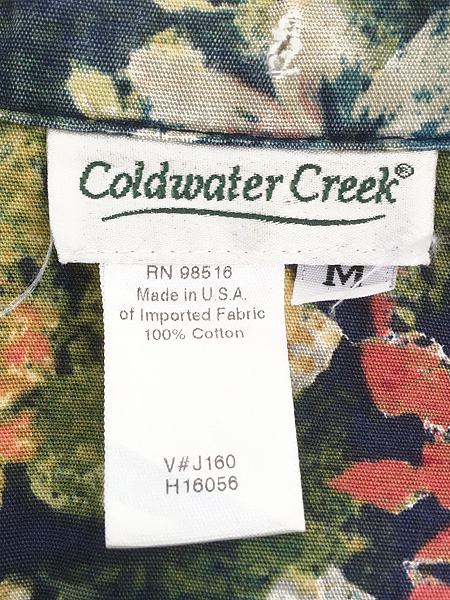 Coldwater Creek®
M
RN 98516
Made in U.S.A.
of Imported Fabric
100% Cotton
V#J160
H16056